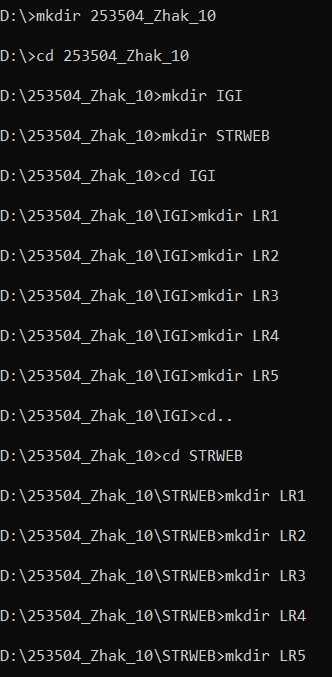 D:\>mkdir 253504_Zhak_10
D:\>cd 253504_Zhak_10
D:\253504_Zhak_10>mkdir IGI
D:\253504_Zhak_10>mkdir STRWEB
D:\253504_Zhak_10>cd IGI
D:\253504_Zhak_10\IGI>mkdir LR1
D:\253504_Zhak_10\IGI>mkdir LR2
D:\253504_Zhak_10\IGI>mkdir LR3
D:\253504_Zhak_10\IGI>mkdir LR4
D:\253504_Zhak_10\IGI>mkdir LR5
D:\253504_Zhak_10\IGI>cd..
D:\253504_Zhak_10>cd STRWEB
D:\253504_Zhak_10\STRWEB>mkdir LR1
D:\253504_Zhak_10\STRWEB>mkdir LR2
D:\253504_Zhak_10\STRWEB>mkdir LR3
D:\253504_Zhak_10\STRWEB>mkdir LR4
D:\253504_Zhak_10\STRWEB>mkdir LR5